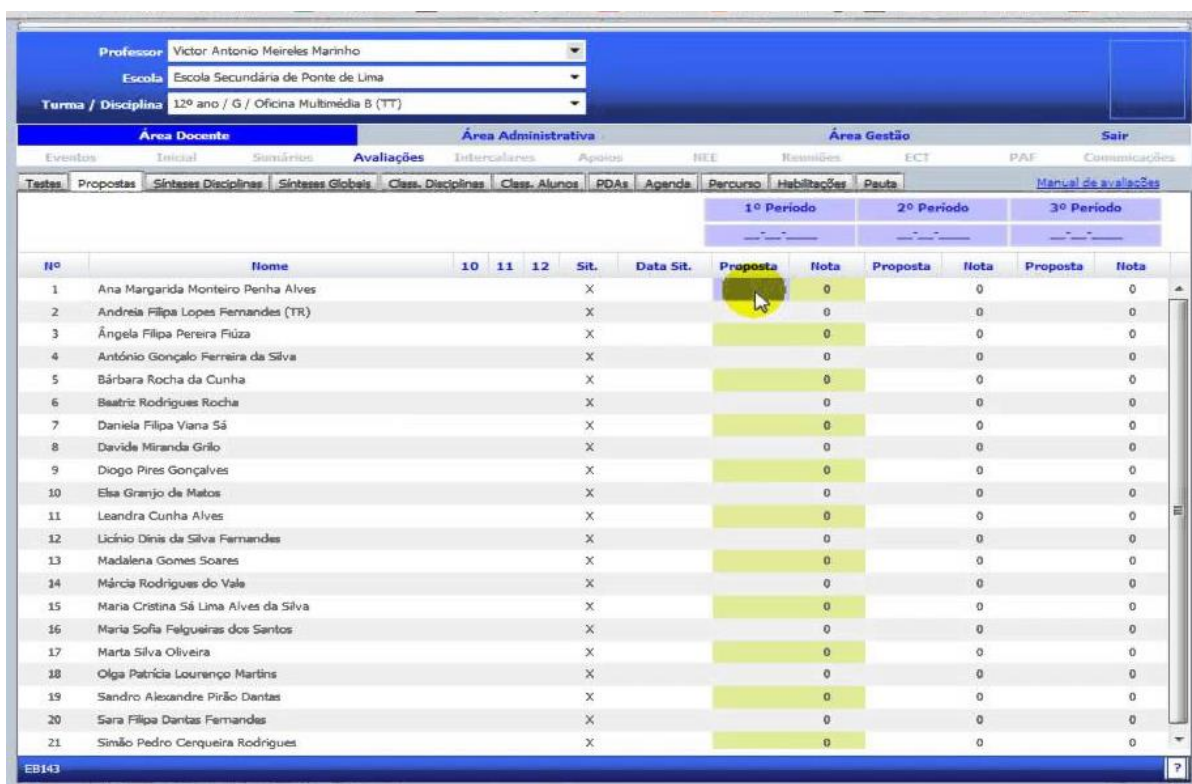 Professor Victor Antonio Meireles Marinho
Escola Escola Secundária de Ponte de Lima
Turma / Disciplina 12º ano / G / Oficina Multimédia B (TT)
Área Docente Área Administrativa Área Gestão Sair
Eventos Inicial Sumários Avaliações Intercalares Apoios NEE Reuniões ECT PAF Comunicações
Testes Propostas Sínteses Disciplinas Sínteses Globais Class. Disciplinas Class. Alunos PDAs Agenda Percurso Habilitações Pauta Manual de avaliações
1º Período 2º Período 3º Período
__-__-____ __-__-____ __-__-____
Nº Nome 10 11 12 Sit. Data Sit. Proposta Nota Proposta Nota Proposta Nota
1 Ana Margarida Monteiro Penha Alves X 0 0 0
2 Andreia Filipa Lopes Fernandes (TR) X 0 0 0
3 Ângela Filipa Pereira Fiúza X 0 0 0
4 António Gonçalo Ferreira da Silva X 0 0 0
5 Bárbara Rocha da Cunha X 0 0 0
6 Beatriz Rodrigues Rocha X 0 0 0
7 Daniela Filipa Viana Sá X 0 0 0
8 Davide Miranda Grilo X 0 0 0
9 Diogo Pires Gonçalves X 0 0 0
10 Elsa Granjo de Matos X 0 0 0
11 Leandra Cunha Alves X 0 0 0
12 Licínio Dinis da Silva Fernandes X 0 0 0
13 Madalena Gomes Soares X 0 0 0
14 Márcia Rodrigues do Vale X 0 0 0
15 Maria Cristina Sá Lima Alves da Silva X 0 0 0
16 Maria Sofia Felgueiras dos Santos X 0 0 0
17 Marta Silva Oliveira X 0 0 0
18 Olga Patrícia Lourenço Martins X 0 0 0
19 Sandro Alexandre Pirão Dantas X 0 0 0
20 Sara Filipa Dantas Fernandes X 0 0 0
21 Simão Pedro Cerqueira Rodrigues X 0 0 0
EB143 ?